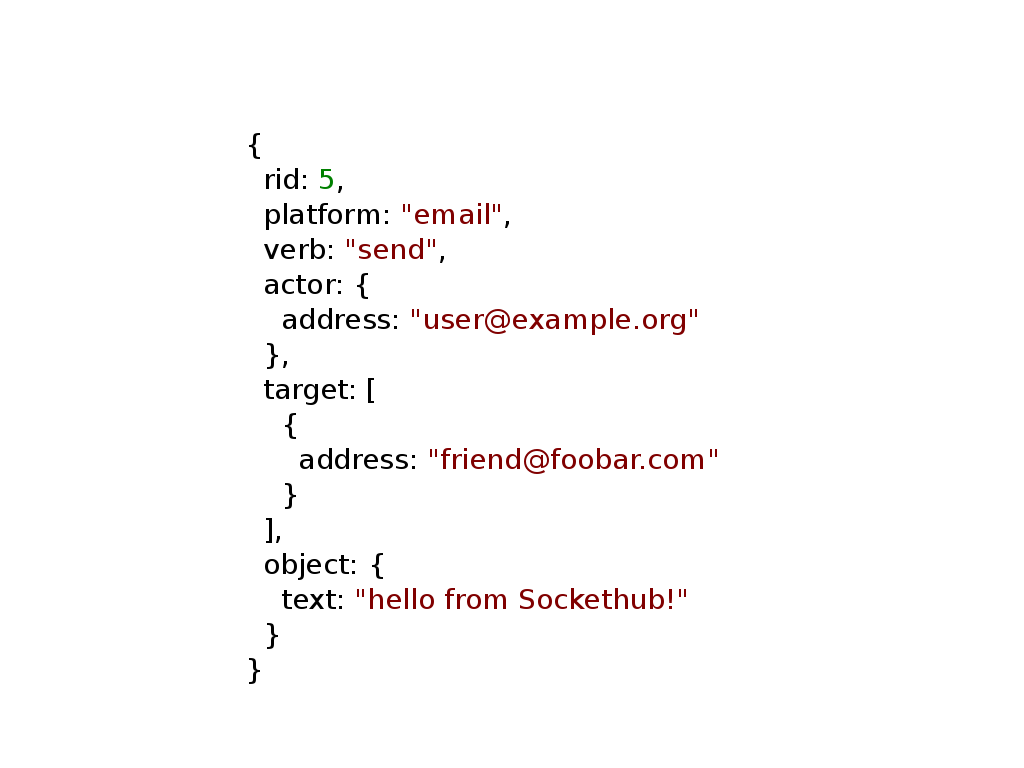 {
  rid: 5,
  platform: "email",
  verb: "send",
  actor: {
    address: "user@example.org"
  },
  target: [
    {
      address: "friend@foobar.com"
    }
  ],
  object: {
    text: "hello from Sockethub!"
  }
}